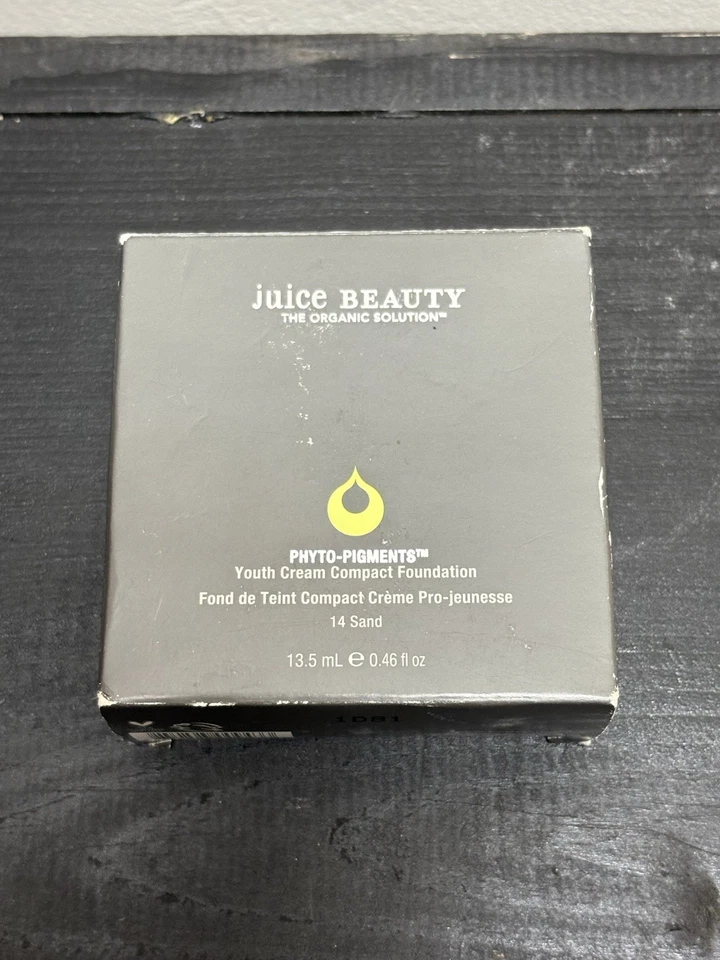 juice BEAUTY
THE ORGANIC SOLUTION™
PHYTO-PIGMENTS™
Youth Cream Compact Foundation
Fond de Teint Compact Crème Pro-jeunesse
14 Sand
13.5 mL ℮ 0.46 fl oz
1081